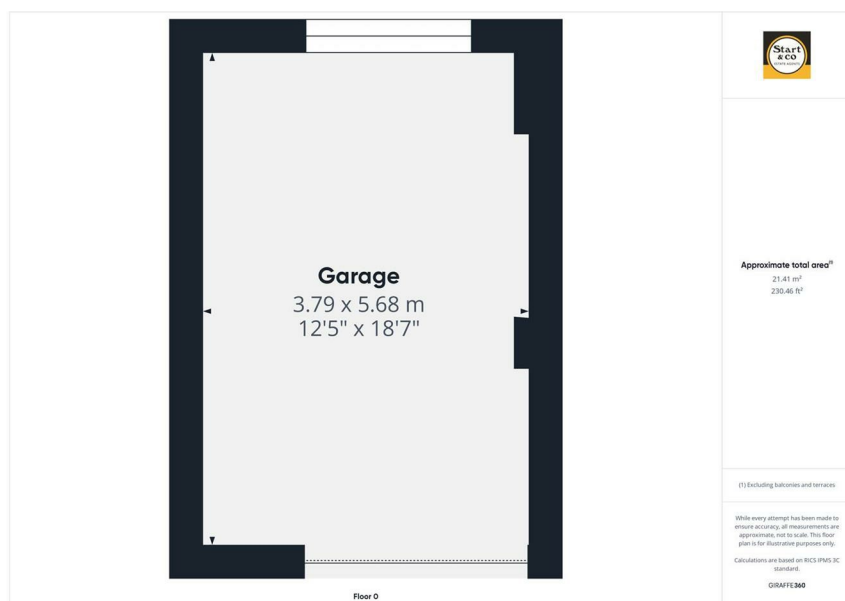 Garage
3.79 x 5.68 m
12'5" x 18'7"
Floor 0
Start
& CO
ESTATE AGENTS
Approximate total area(1)
21.41 m²
230.46 ft²
(1) Excluding balconies and terraces
While every attempt has been made to
ensure accuracy, all measurements are
approximate, not to scale. This floor
plan is for illustrative purposes only.
Calculations are based on RICS IPMS 3C
standard.
GIRAFFE360